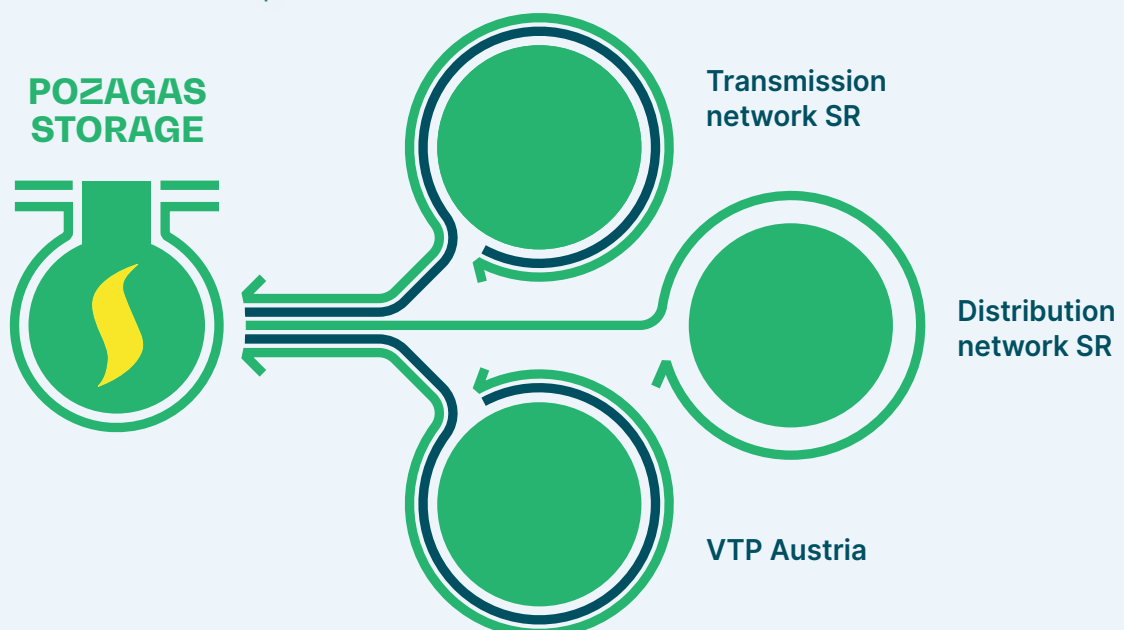 POZAGAS
STORAGE
Transmission
network SR
Distribution
network SR
VTP Austria